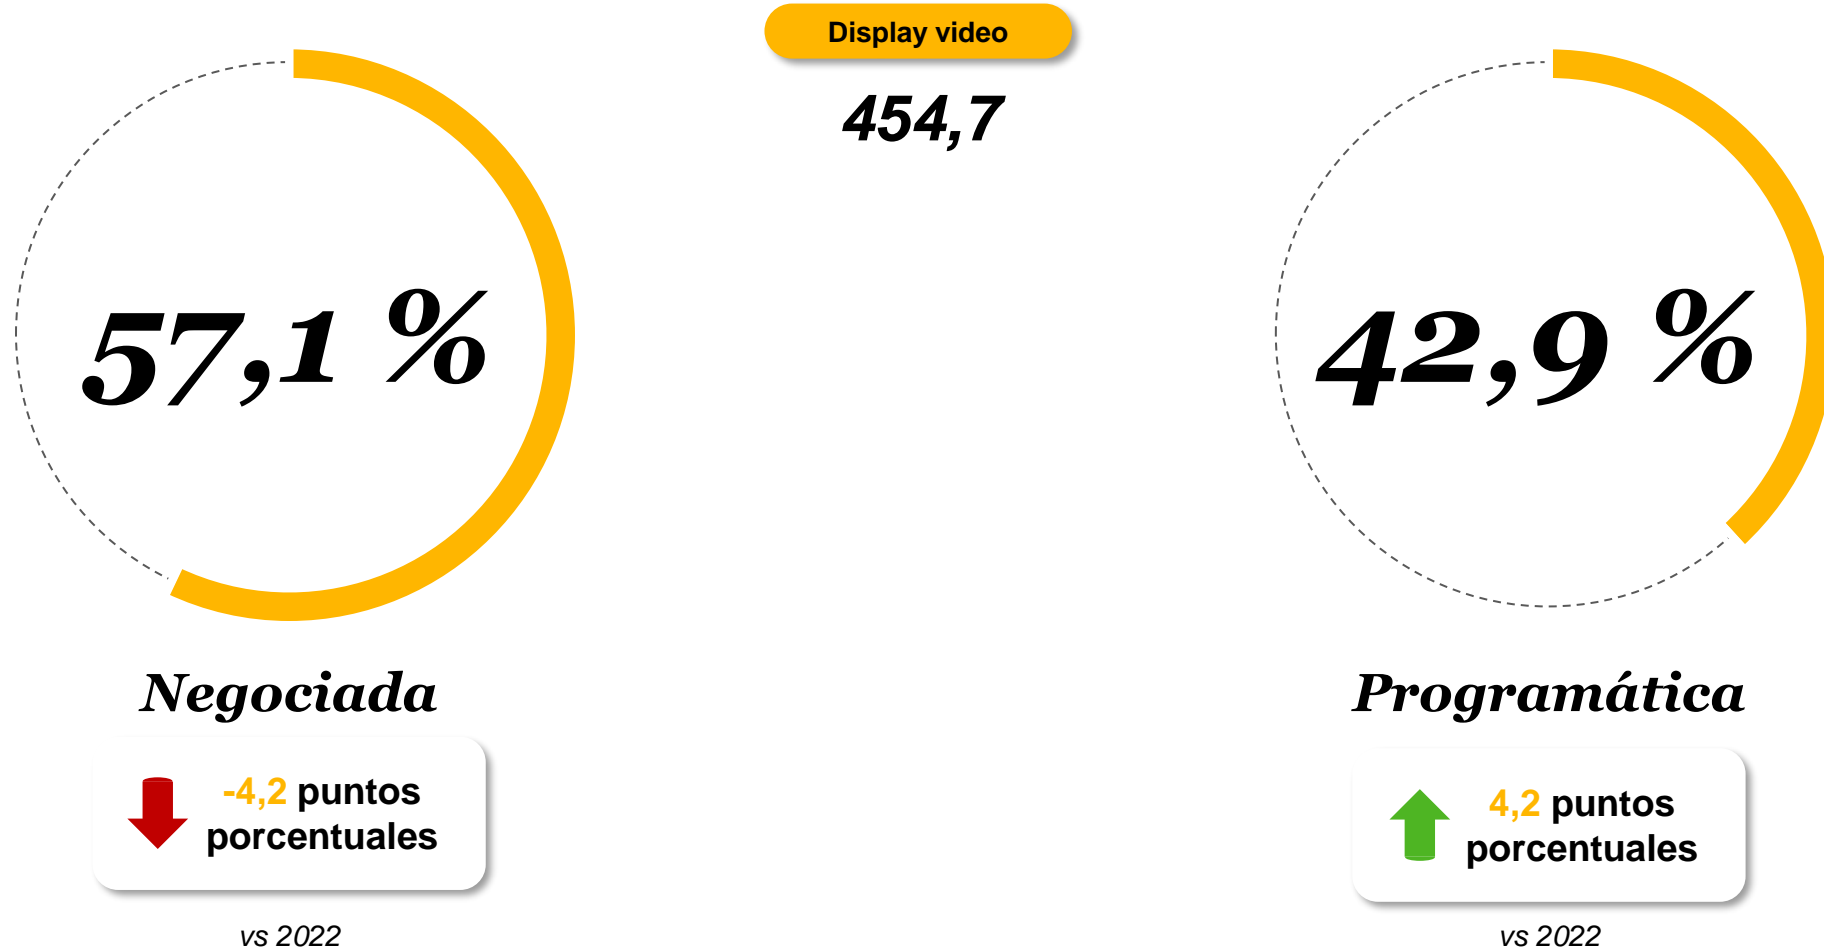 Display video
454,7
57,1 %
Negociada
-4,2 puntos
porcentuales
vs 2022
42,9 %
Programática
4,2 puntos
porcentuales
vs 2022